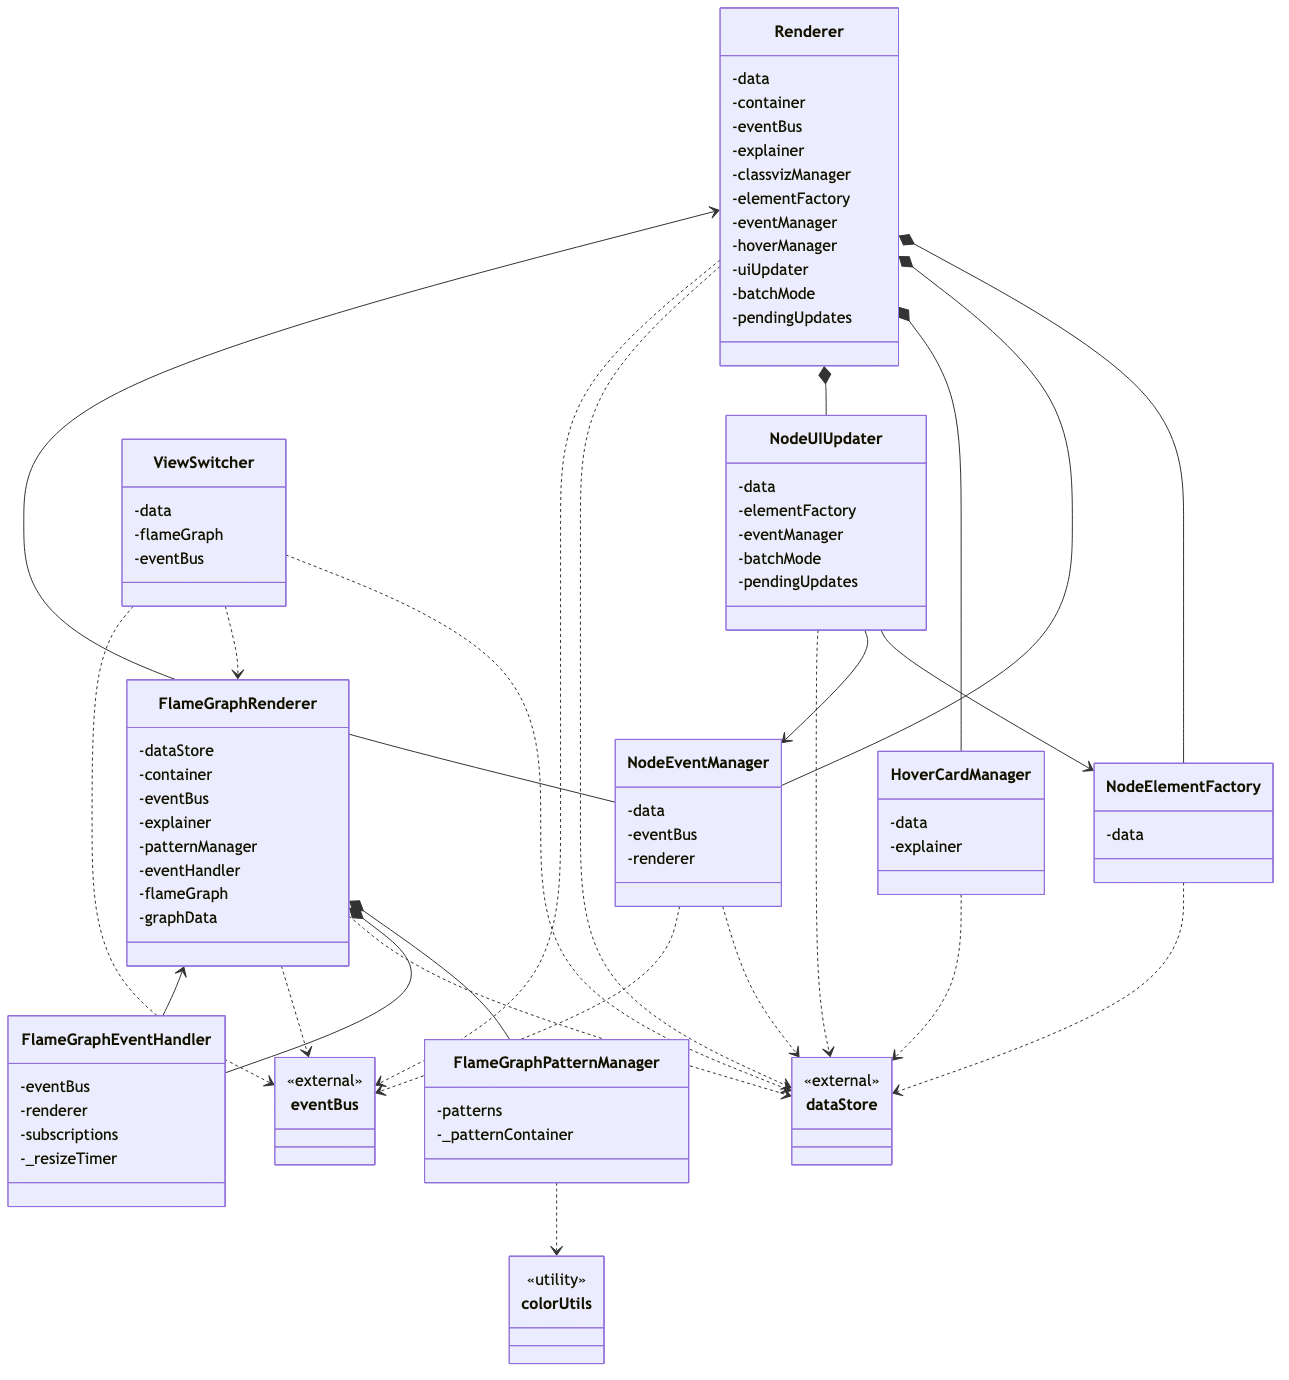 Renderer
-data
-container
-eventBus
-explainer
-classvizManager
-elementFactory
-eventManager
-hoverManager
-uiUpdater
-batchMode
-pendingUpdates
NodeUIUpdater
-data
-elementFactory
-eventManager
-batchMode
-pendingUpdates
ViewSwitcher
-data
-flameGraph
-eventBus
FlameGraphRenderer
-dataStore
-container
-eventBus
-explainer
-patternManager
-eventHandler
-flameGraph
-graphData
NodeEventManager
-data
-eventBus
-renderer
HoverCardManager
-data
-explainer
NodeElementFactory
-data
FlameGraphEventHandler
-eventBus
-renderer
-subscriptions
-_resizeTimer
«external»
eventBus
FlameGraphPatternManager
-patterns
-_patternContainer
«external»
dataStore
«utility»
colorUtils